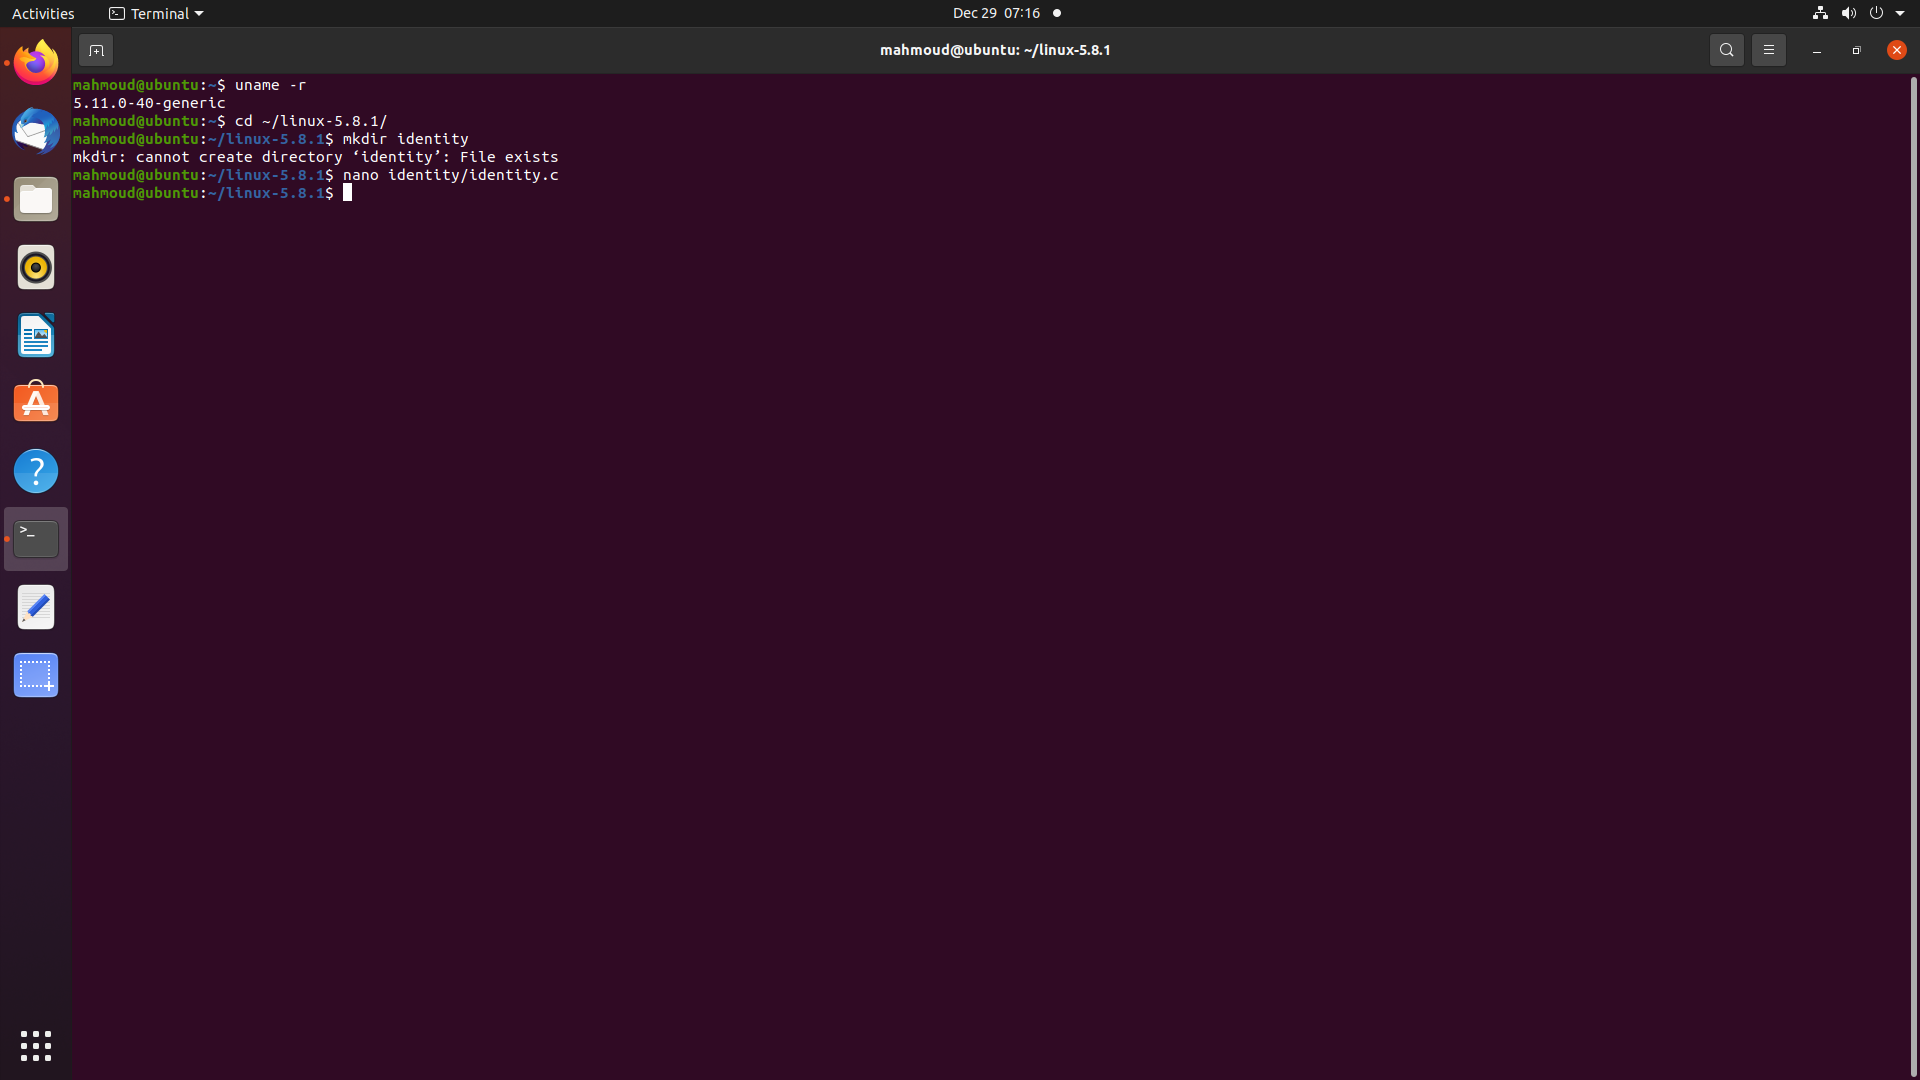 Activities
Terminal
Dec 29 07:16
mahmoud@ubuntu: ~/linux-5.8.1
mahmoud@ubuntu:~$ uname -r
5.11.0-40-generic
mahmoud@ubuntu:~$ cd ~/linux-5.8.1/
mahmoud@ubuntu:~/linux-5.8.1$ mkdir identity
mkdir: cannot create directory ‘identity’: File exists
mahmoud@ubuntu:~/linux-5.8.1$ nano identity/identity.c
mahmoud@ubuntu:~/linux-5.8.1$